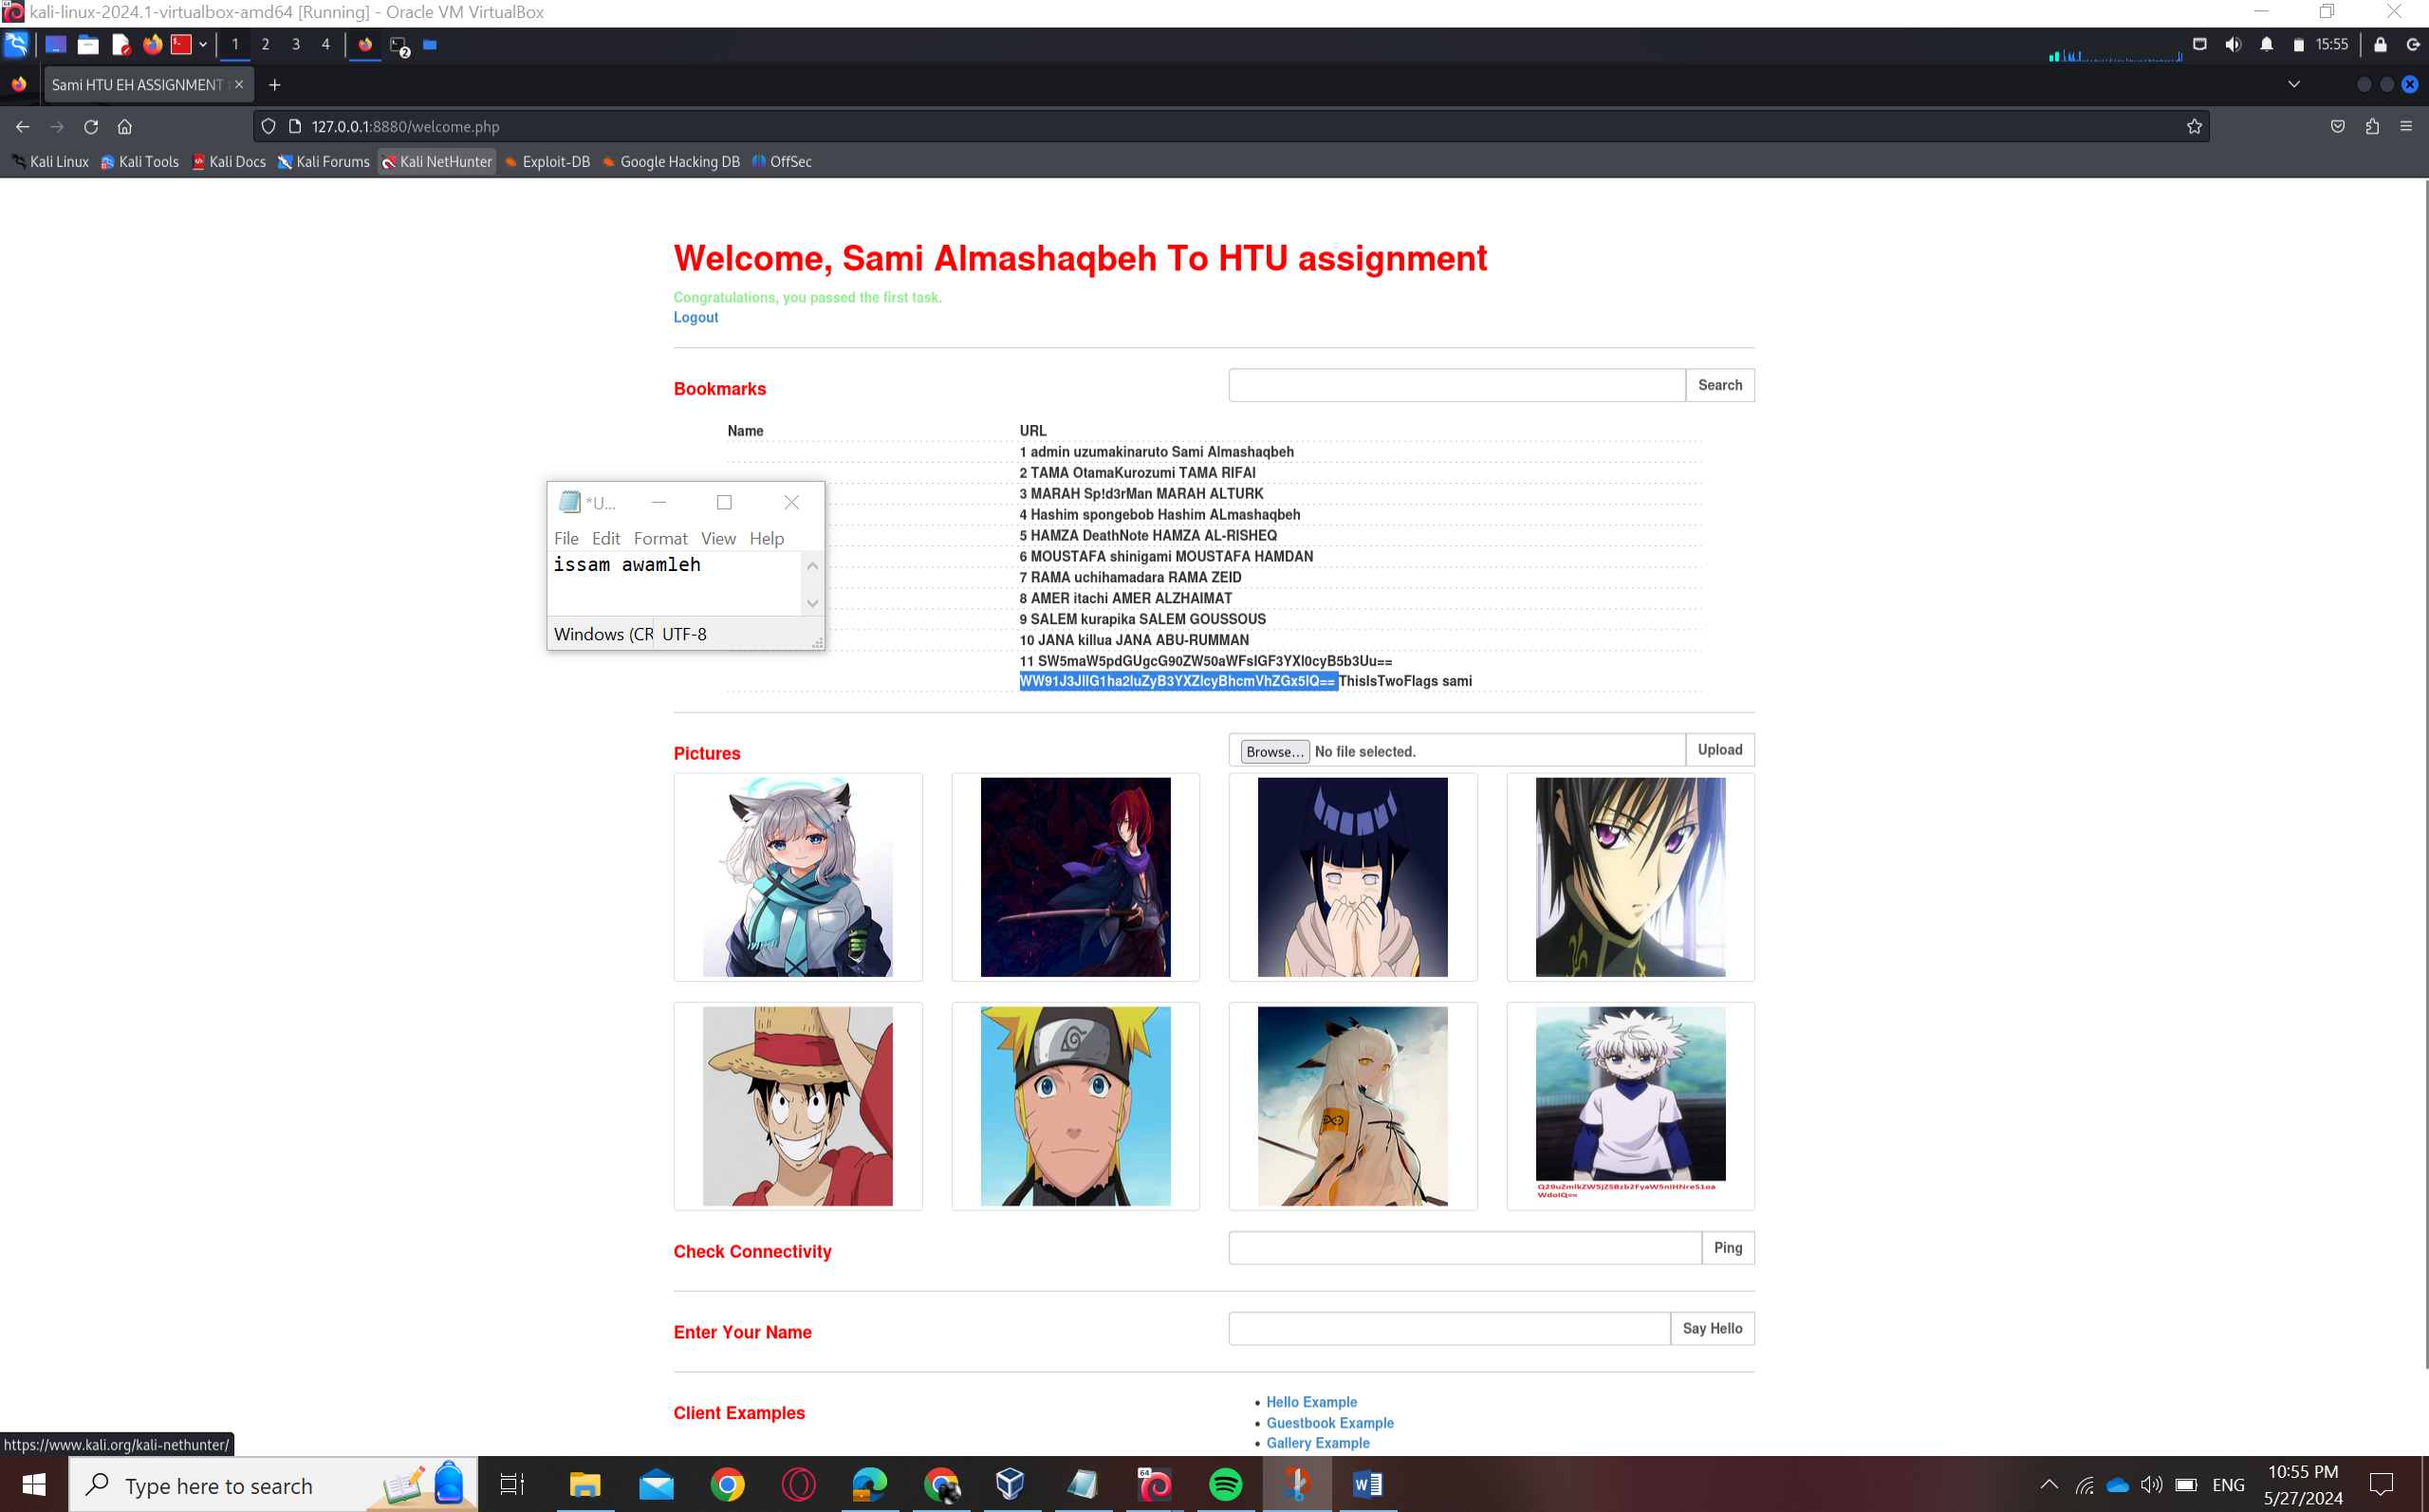 kali-linux-2024.1-virtualbox-amd64 [Running] - Oracle VM VirtualBox
1 2 3 4 2 15:55
Sami HTU EH ASSIGNMENT
127.0.0.1:8880/welcome.php
Kali Linux Kali Tools Kali Docs Kali Forums Kali NetHunter Exploit-DB Google Hacking DB OffSec
Welcome, Sami Almashaqbeh To HTU assignment
Congratulations, you passed the first task.
Logout
Bookmarks Search
Name URL
1 admin uzumakinaruto Sami Almashaqbeh
2 TAMA OtamaKurozumi TAMA RIFAI
3 MARAH Sp!d3rMan MARAH ALTURK
4 Hashim spongebob Hashim ALmashaqbeh
5 HAMZA DeathNote HAMZA AL-RISHEQ
6 MOUSTAFA shinigami MOUSTAFA HAMDAN
7 RAMA uchihamadara RAMA ZEID
8 AMER itachi AMER ALZHAIMAT
9 SALEM kurapika SALEM GOUSSOUS
10 JANA killua JANA ABU-RUMMAN
11
ThisIsTwoFlags sami
*U...
File Edit Format View Help
issam awamleh
Windows (CR UTF-8
Pictures Browse... No file selected. Upload
WdoIQ==
Check Connectivity Ping
Enter Your Name Say Hello
Client Examples
• Hello Example
• Guestbook Example
• Gallery Example
https://www.kali.org/kali-nethunter/
Type here to search
64
ENG
10:55 PM
5/27/2024